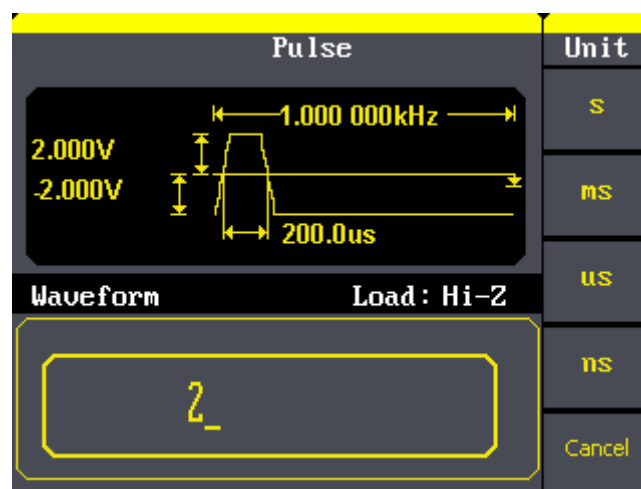 Pulse
Unit
1.000 000kHz
s
2.000V
-2.000V
ms
200.0us
us
Waveform
Load: Hi-Z
ns
2_
Cancel